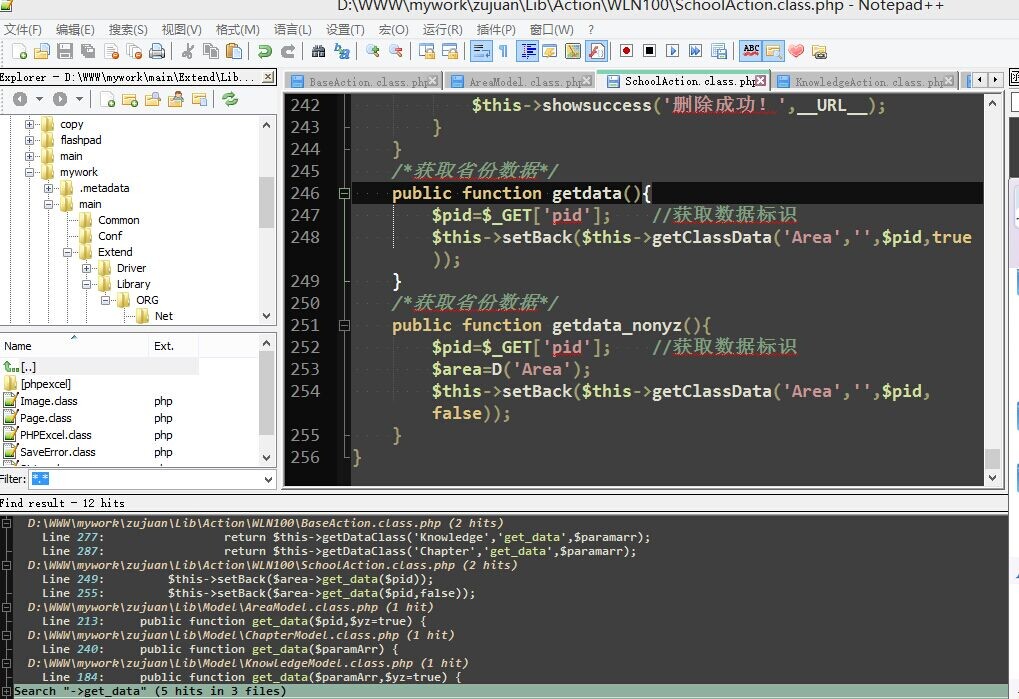 D:\WWW\mywork\zujuan\Lib\Action\WLN100\SchoolAction.class.php - Notepad++
文件(F) 编辑(E) 搜索(S) 视图(V) 格式(M) 语言(L) 设置(T) 宏(O) 运行(R) 插件(P) 窗口(W) ?
Explorer - D:\WWW\mywork\main\Extend\Lib...
BaseAction.class.php AreaModel.class.php SchoolAction.class.php KnowledgeAction.class.php
copy
flashpad
main
mywork
.metadata
main
Common
Conf
Extend
Driver
Library
ORG
Net
Name Ext.
[..]
[phpexcel]
Image.class php
Page.class php
PHPExcel.class php
SaveError.class php
Filter: *.*
242 $this->showsuccess('删除成功！',__URL__);
243 }
244 }
245 /*获取省份数据*/
246 public function getdata(){
247 $pid=$_GET['pid']; //获取数据标识
248 $this->setBack($this->getClassData('Area','',$pid,true
));
249 }
250 /*获取省份数据*/
251 public function getdata_nonyz(){
252 $pid=$_GET['pid']; //获取数据标识
253 $area=D('Area');
254 $this->setBack($this->getClassData('Area','',$pid,
false));
255 }
256 }
Find result - 12 hits
D:\WWW\mywork\zujuan\Lib\Action\WLN100\BaseAction.class.php (2 hits)
Line 277: return $this->getDataClass('Knowledge','get_data',$paramarr);
Line 287: return $this->getDataClass('Chapter','get_data',$paramarr);
D:\WWW\mywork\zujuan\Lib\Action\WLN100\SchoolAction.class.php (2 hits)
Line 249: $this->setBack($area->get_data($pid));
Line 255: $this->setBack($area->get_data($pid,false));
D:\WWW\mywork\zujuan\Lib\Model\AreaModel.class.php (1 hit)
Line 213: public function get_data($pid,$yz=true) {
D:\WWW\mywork\zujuan\Lib\Model\ChapterModel.class.php (1 hit)
Line 240: public function get_data($paramArr) {
D:\WWW\mywork\zujuan\Lib\Model\KnowledgeModel.class.php (1 hit)
Line 184: public function get_data($paramArr,$yz=true) {
Search "->get_data" (5 hits in 3 files)